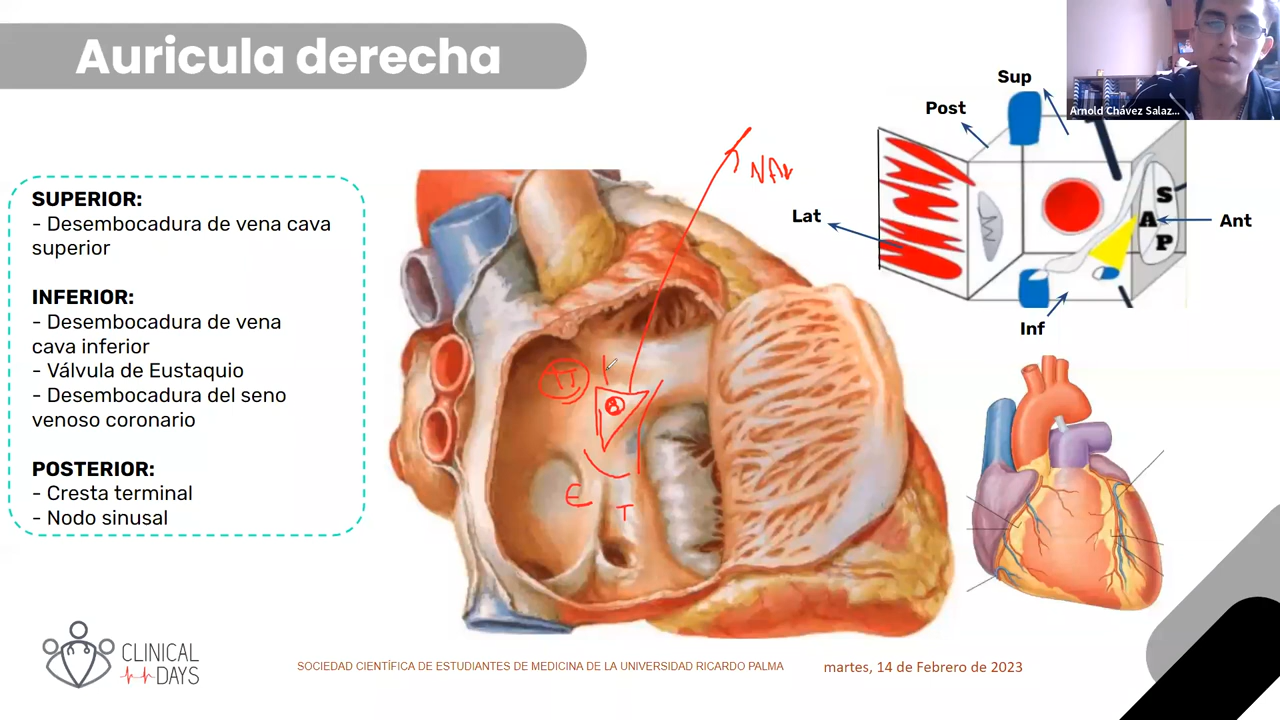 Auricula derecha
SUPERIOR:
- Desembocadura de vena cava
superior
INFERIOR:
- Desembocadura de vena
cava inferior
- Válvula de Eustaquio
- Desembocadura del seno
venoso coronario
POSTERIOR:
- Cresta terminal
- Nodo sinusal
NAV
TT
E
T
Sup
Post
Lat
Ant
Inf
S
A
P
Arnold Chávez Salaz...
CLINICAL
DAYS
SOCIEDAD CIENTÍFICA DE ESTUDIANTES DE MEDICINA DE LA UNIVERSIDAD RICARDO PALMA
martes, 14 de Febrero de 2023